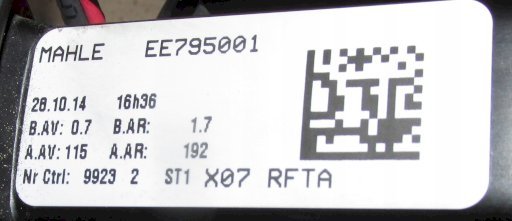 MAHLE EE795001
28.10.14 16h36
B.AV: 0.7 B.AR: 1.7
A.AV: 115 A.AR: 192
Nr Ctrl: 9923 2 ST1 X07 RFTA